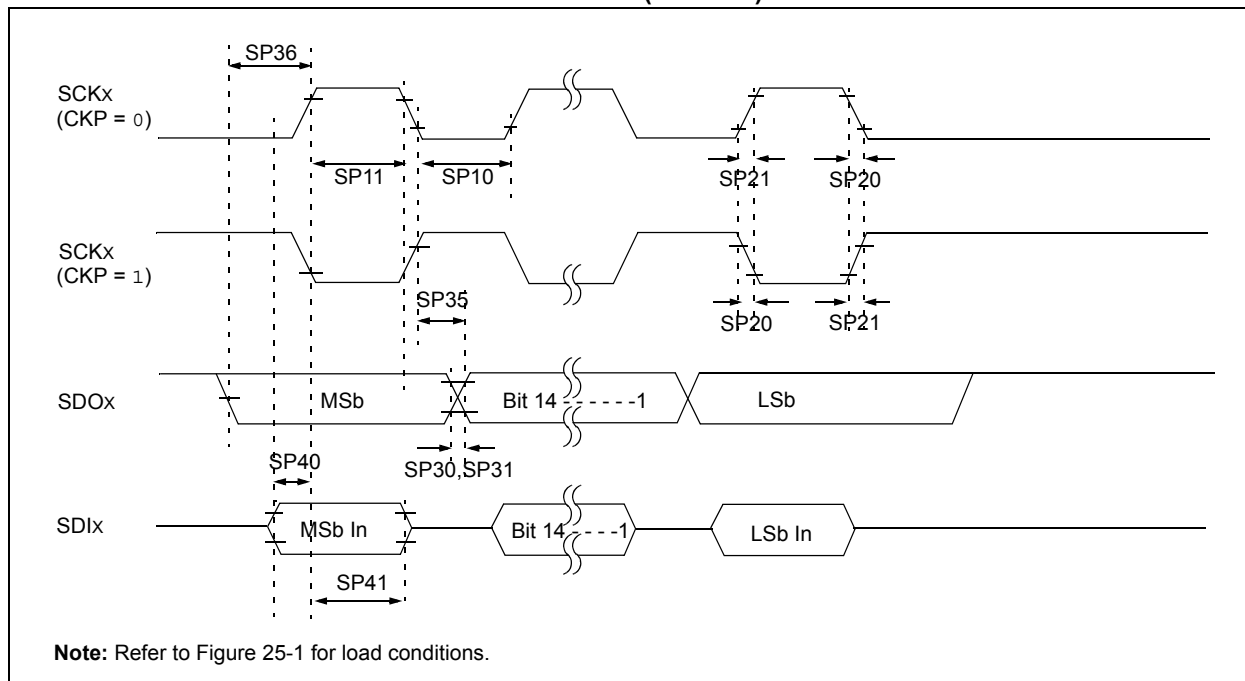 SP36
SCKx
(CKP = 0)
SP11
SP10
SP21
SP20
SCKx
(CKP = 1)
SP35
SP20
SP21
SDOx
MSb
Bit 14 - - - - - -1
LSb
SP40
SP30,SP31
SDIx
MSb In
Bit 14 - - - -1
LSb In
SP41
Note: Refer to Figure 25-1 for load conditions.